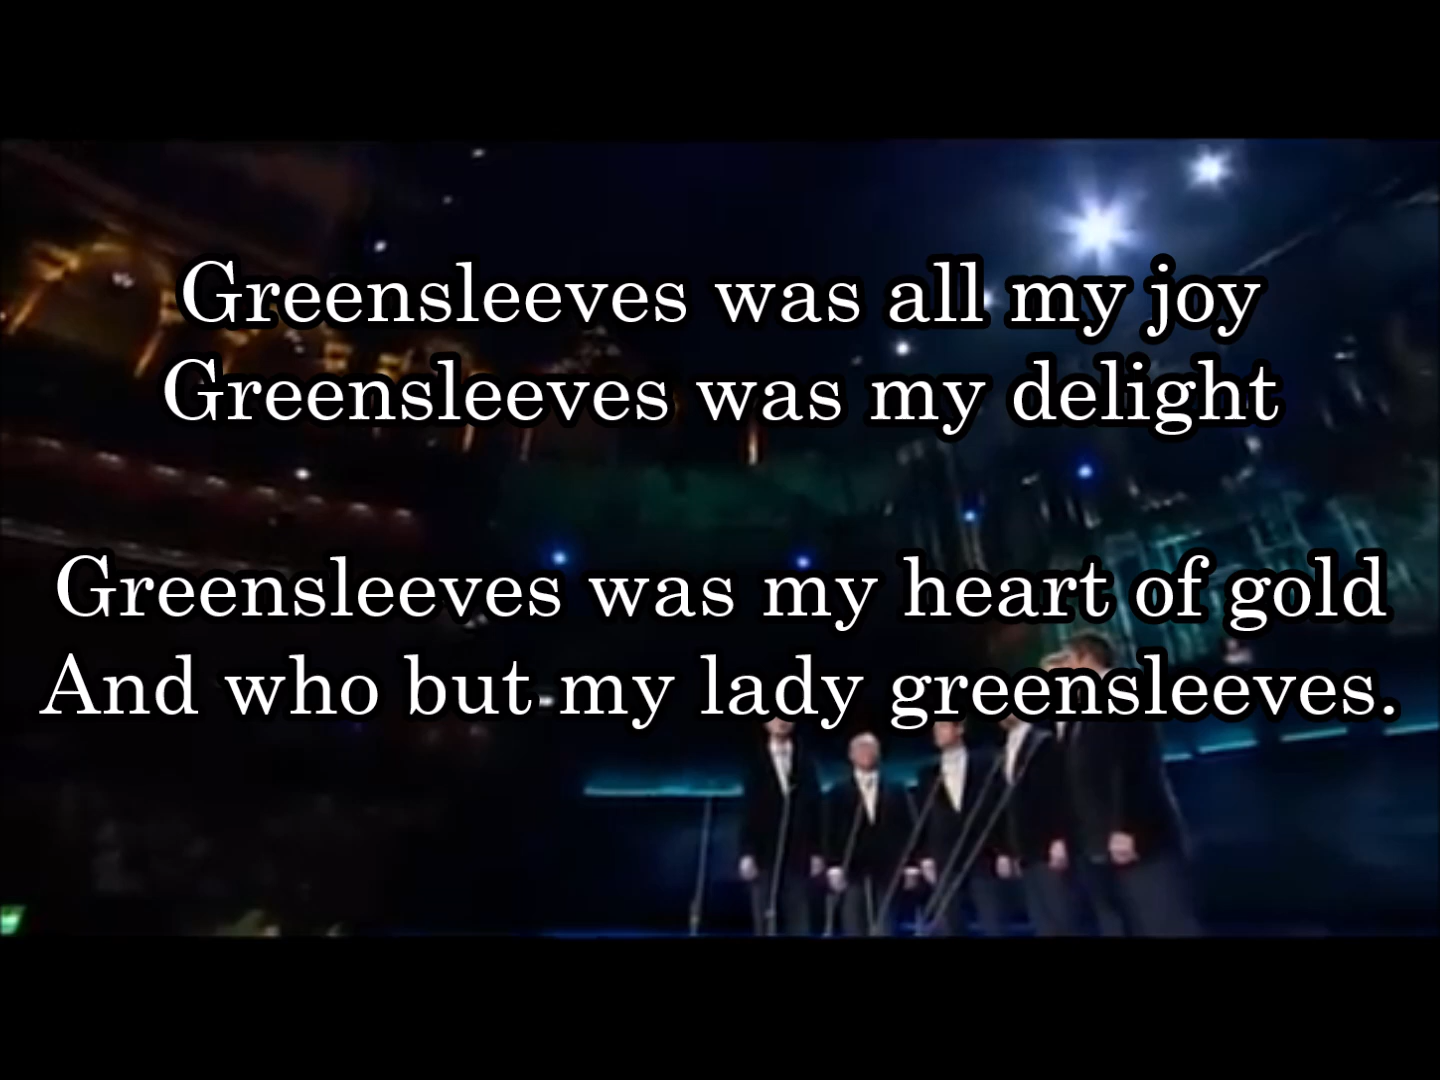 Greensleeves was all my joy
Greensleeves was my delight
Greensleeves was my heart of gold
And who but my lady greensleeves.